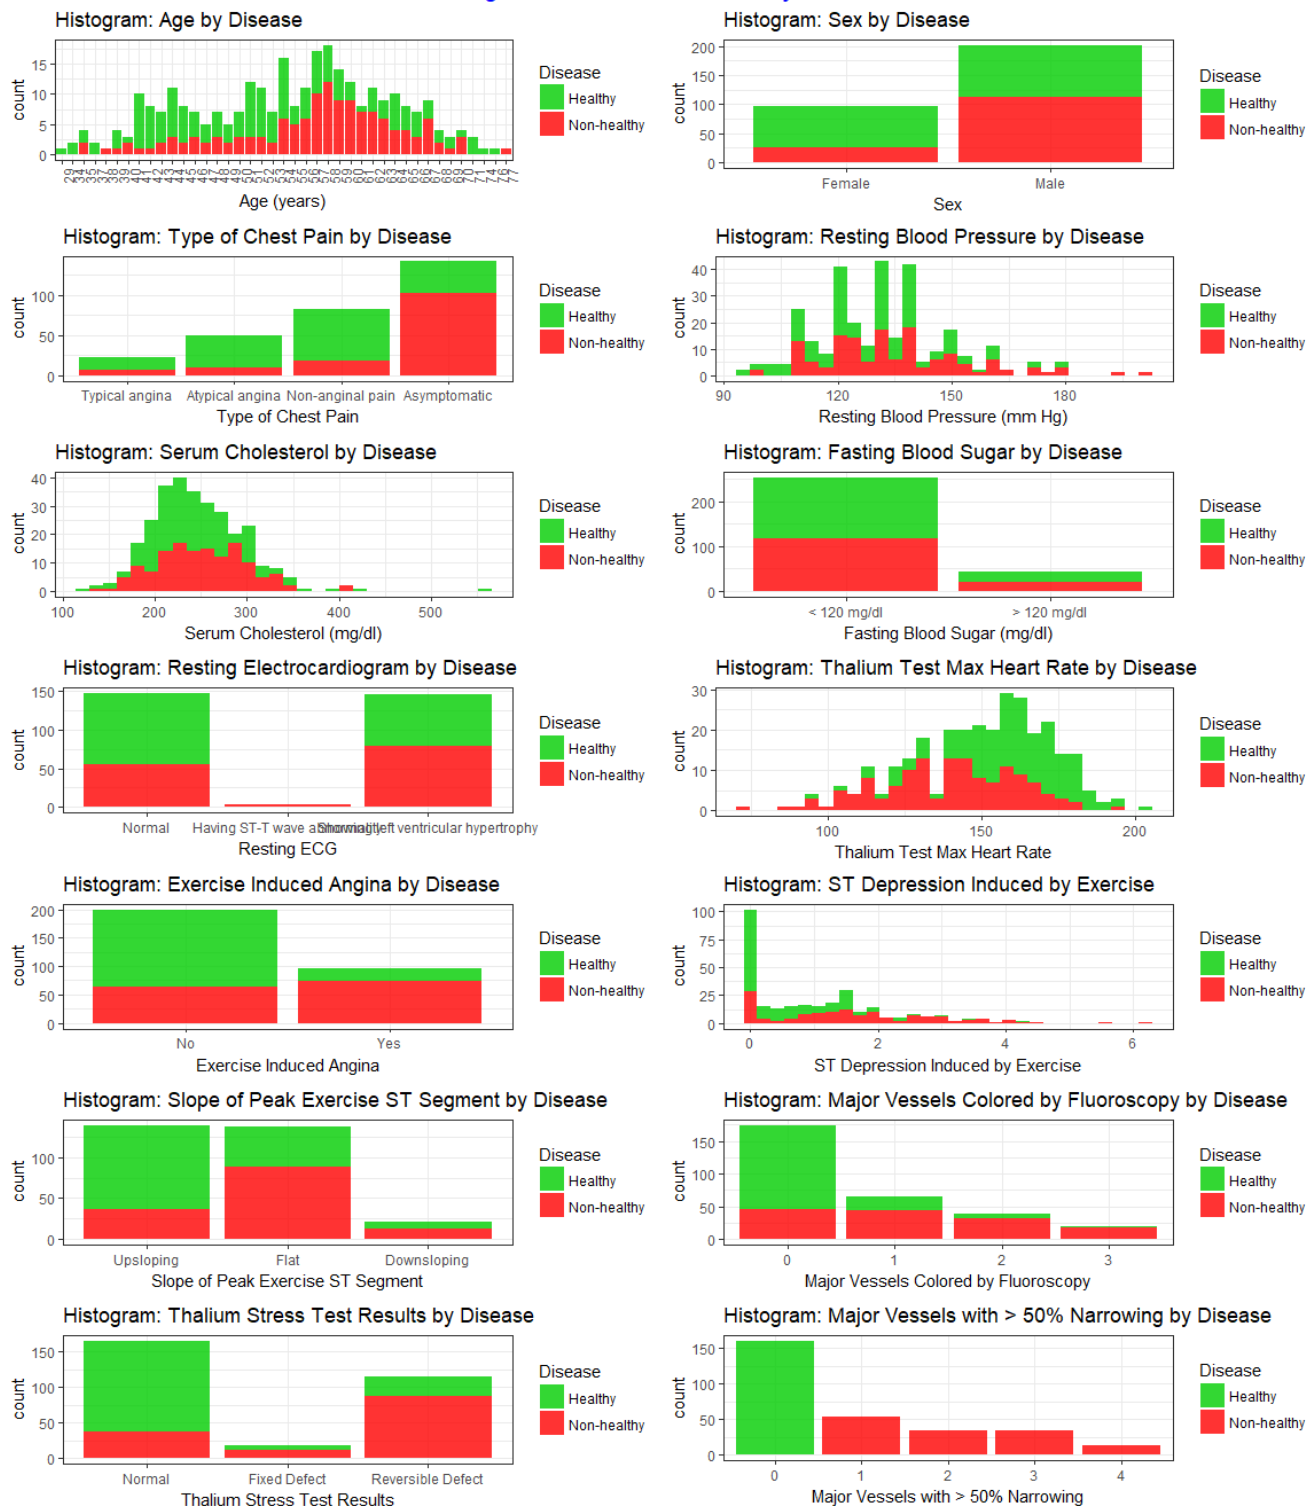 Histogram: Age by Disease
count
15
10
5
0
29 34 35 37 38 39 40 41 42 43 44 45 46 47 48 49 50 51 52 53 54 55 56 57 58 59 60 61 62 63 64 65 66 67 68 69 70 71 74 76 77
Age (years)
Disease
Healthy
Non-healthy
Histogram: Sex by Disease
count
200
150
100
50
0
Female Male
Sex
Disease
Healthy
Non-healthy
Histogram: Type of Chest Pain by Disease
count
100
50
0
Typical angina Atypical angina Non-anginal pain Asymptomatic
Type of Chest Pain
Disease
Healthy
Non-healthy
Histogram: Resting Blood Pressure by Disease
count
40
30
20
10
0
90 120 150 180
Resting Blood Pressure (mm Hg)
Disease
Healthy
Non-healthy
Histogram: Serum Cholesterol by Disease
count
40
30
20
10
0
100 200 300 400 500
Serum Cholesterol (mg/dl)
Disease
Healthy
Non-healthy
Histogram: Fasting Blood Sugar by Disease
count
200
100
0
< 120 mg/dl > 120 mg/dl
Fasting Blood Sugar (mg/dl)
Disease
Healthy
Non-healthy
Histogram: Resting Electrocardiogram by Disease
count
150
100
50
0
Normal Having ST-T wave left ventricular hypertrophy
Resting ECG
Disease
Healthy
Non-healthy
Histogram: Thalium Test Max Heart Rate by Disease
count
30
20
10
0
100 150 200
Thalium Test Max Heart Rate
Disease
Healthy
Non-healthy
Histogram: Exercise Induced Angina by Disease
count
200
150
100
50
0
No Yes
Exercise Induced Angina
Disease
Healthy
Non-healthy
Histogram: ST Depression Induced by Exercise
count
100
75
50
25
0
0 2 4 6
ST Depression Induced by Exercise
Disease
Healthy
Non-healthy
Histogram: Slope of Peak Exercise ST Segment by Disease
count
100
50
0
Upsloping Flat Downsloping
Slope of Peak Exercise ST Segment
Disease
Healthy
Non-healthy
Histogram: Major Vessels Colored by Fluoroscopy by Disease
count
150
100
50
0
0 1 2 3
Major Vessels Colored by Fluoroscopy
Disease
Healthy
Non-healthy
Histogram: Thalium Stress Test Results by Disease
count
150
100
50
0
Normal Fixed Defect Reversible Defect
Thalium Stress Test Results
Disease
Healthy
Non-healthy
Histogram: Major Vessels with > 50% Narrowing by Disease
count
150
100
50
0
0 1 2 3 4
Major Vessels with > 50% Narrowing
Disease
Healthy
Non-healthy